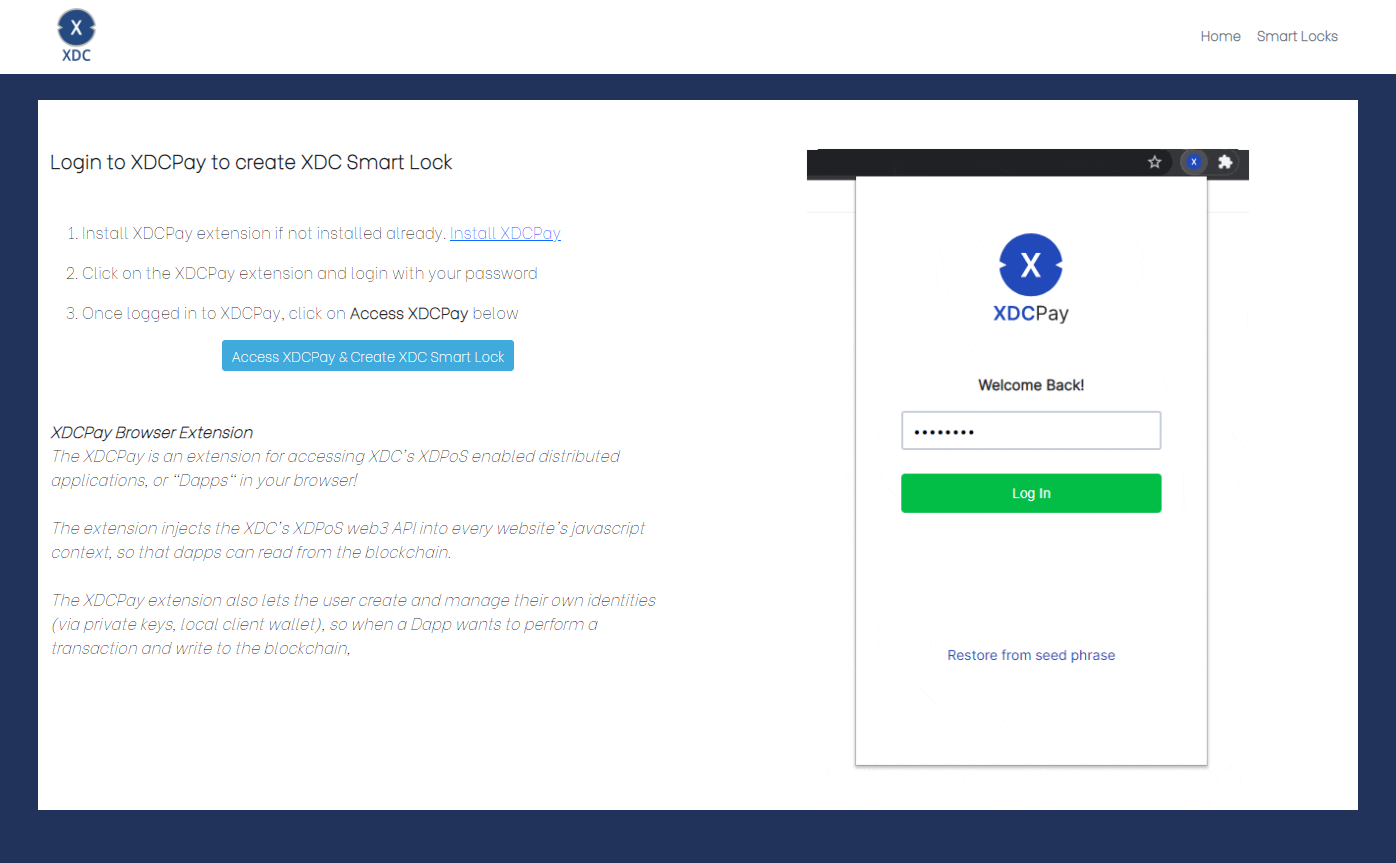 X
XDC
Home Smart Locks
Login to XDCPay to create XDC Smart Lock
1. Install XDCPay extension if not installed already. Install XDCPay
2. Click on the XDCPay extension and login with your password
3. Once logged in to XDCPay, click on Access XDCPay below
Access XDCPay & Create XDC Smart Lock
XDCPay Browser Extension
The XDCPay is an extension for accessing XDC's XDPoS enabled distributed
applications, or “Dapps“ in your browser!
The extension injects the XDC's XDPoS web3 API into every website's javascript
context, so that dapps can read from the blockchain.
The XDCPay extension also lets the user create and manage their own identities
(via private keys, local client wallet), so when a Dapp wants to perform a
transaction and write to the blockchain,
X
X
XDCPay
Welcome Back!
••••••••
Log In
Restore from seed phrase